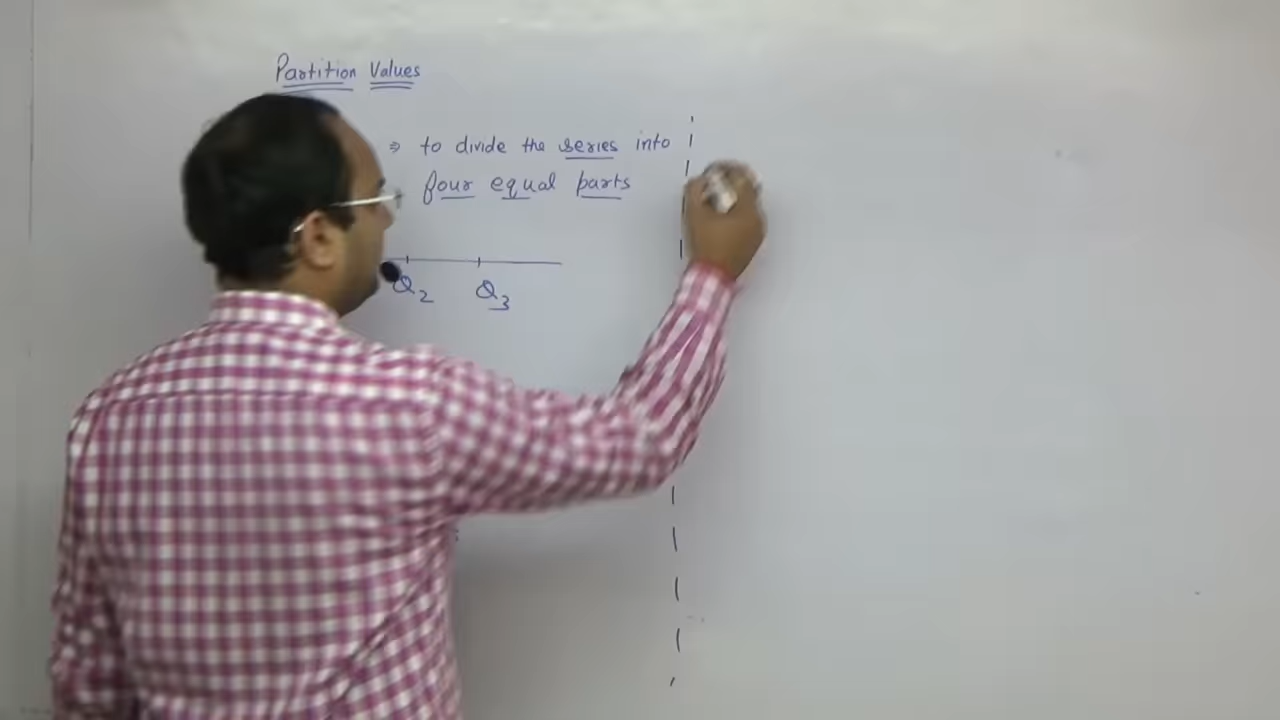 Partition Values
⇒ to divide the series into
four equal parts
Q2 Q3